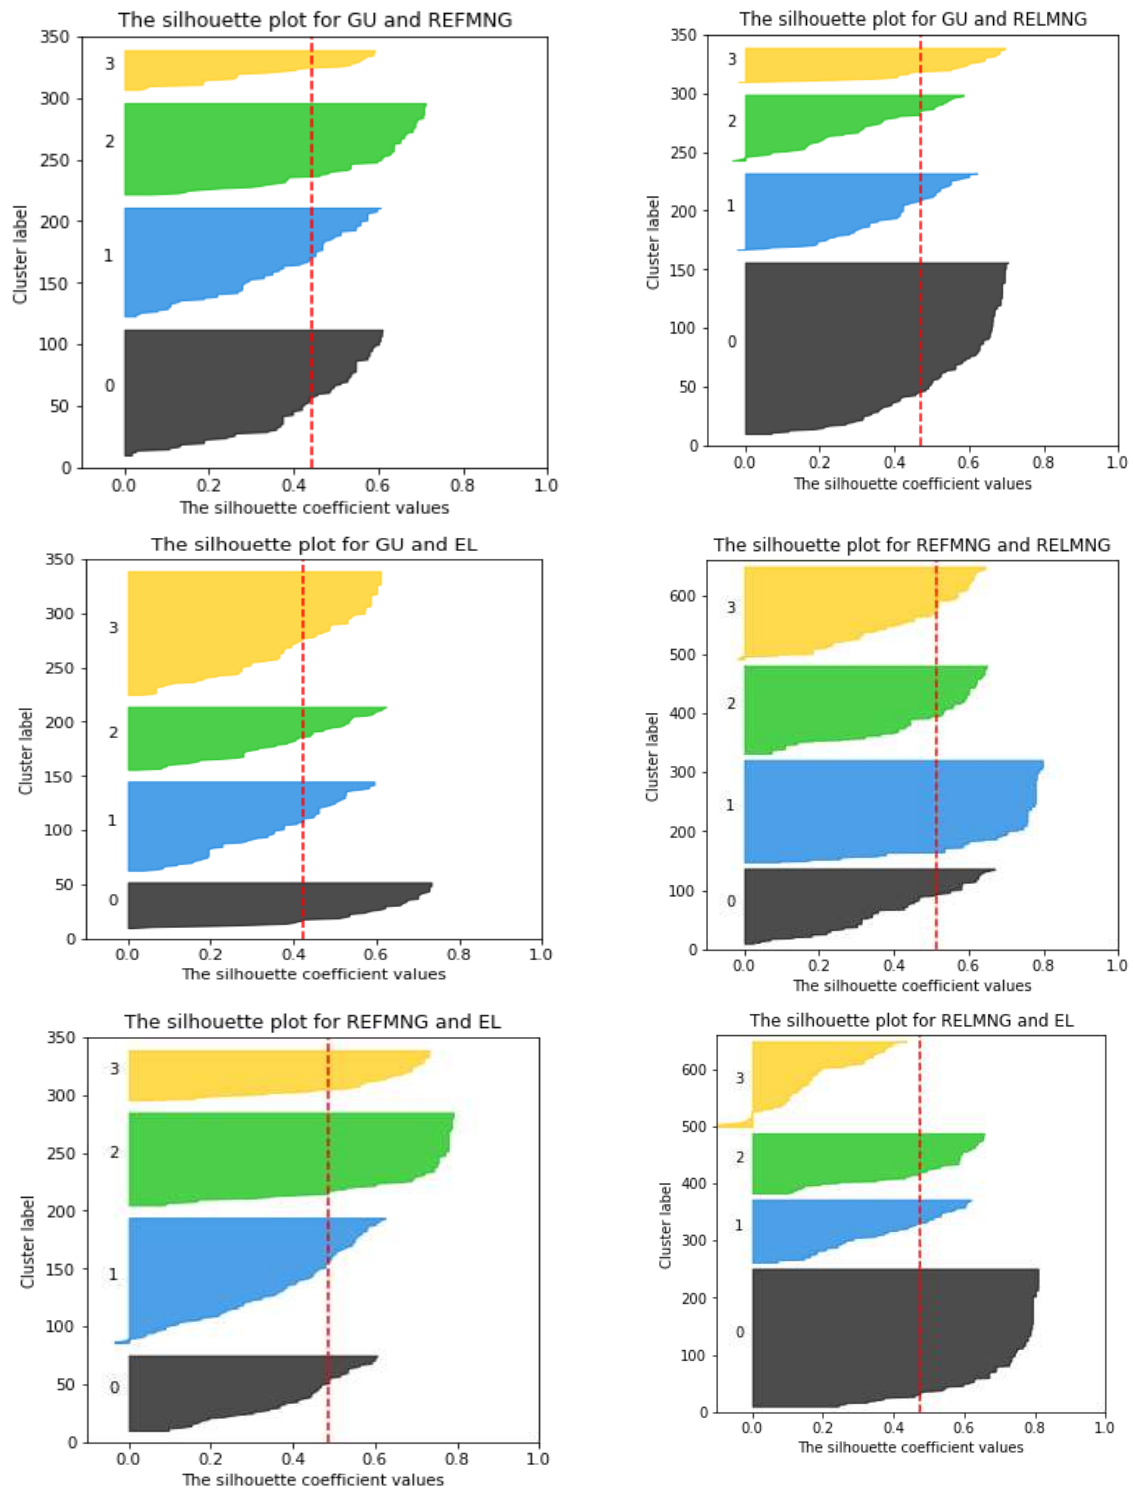 The silhouette plot for GU and REFMNG
350
300
250
200
150
100
50
0
Cluster label
3
2
1
0
0.0 0.2 0.4 0.6 0.8 1.0
The silhouette coefficient values
The silhouette plot for GU and RELMNG
350
300
250
200
150
100
50
0
Cluster label
3
2
1
0
0.0 0.2 0.4 0.6 0.8 1.0
The silhouette coefficient values
The silhouette plot for GU and EL
350
300
250
200
150
100
50
0
Cluster label
3
2
1
0
0.0 0.2 0.4 0.6 0.8 1.0
The silhouette coefficient values
The silhouette plot for REFMNG and RELMNG
600
500
400
300
200
100
0
Cluster label
3
2
1
0
0.0 0.2 0.4 0.6 0.8 1.0
The silhouette coefficient values
The silhouette plot for REFMNG and EL
350
300
250
200
150
100
50
0
Cluster label
3
2
1
0
0.0 0.2 0.4 0.6 0.8 1.0
The silhouette coefficient values
The silhouette plot for RELMNG and EL
600
500
400
300
200
100
0
Cluster label
3
2
1
0
0.0 0.2 0.4 0.6 0.8 1.0
The silhouette coefficient values